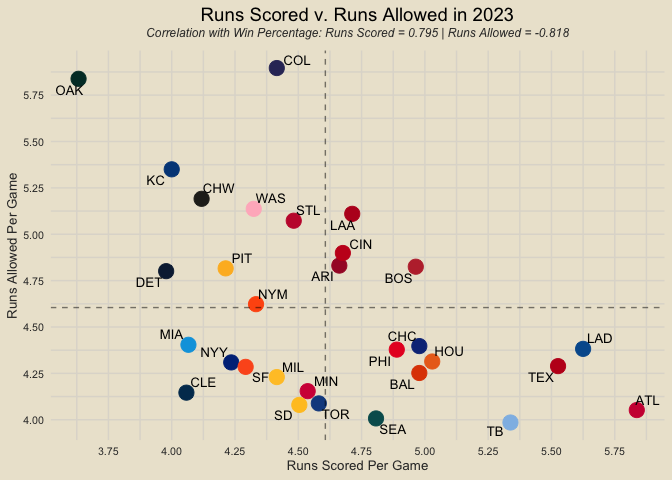 Runs Scored v. Runs Allowed in 2023
Correlation with Win Percentage: Runs Scored = 0.795 | Runs Allowed = -0.818
COL
OAK
5.75
5.50
KC
5.25
CHW
WAS
STL
LAA
5.00
CIN
ARI
BOS
PIT
DET
4.75
NYM
Runs Allowed Per Game
4.50
MIA
NYY
CHC
LAD
PHI
HOU
SF
MIL
4.25
CLE
MIN
BAL
TEX
SD
TOR
ATL
4.00
SEA
TB
3.75 4.00 4.25 4.50 4.75 5.00 5.25 5.50 5.75
Runs Scored Per Game